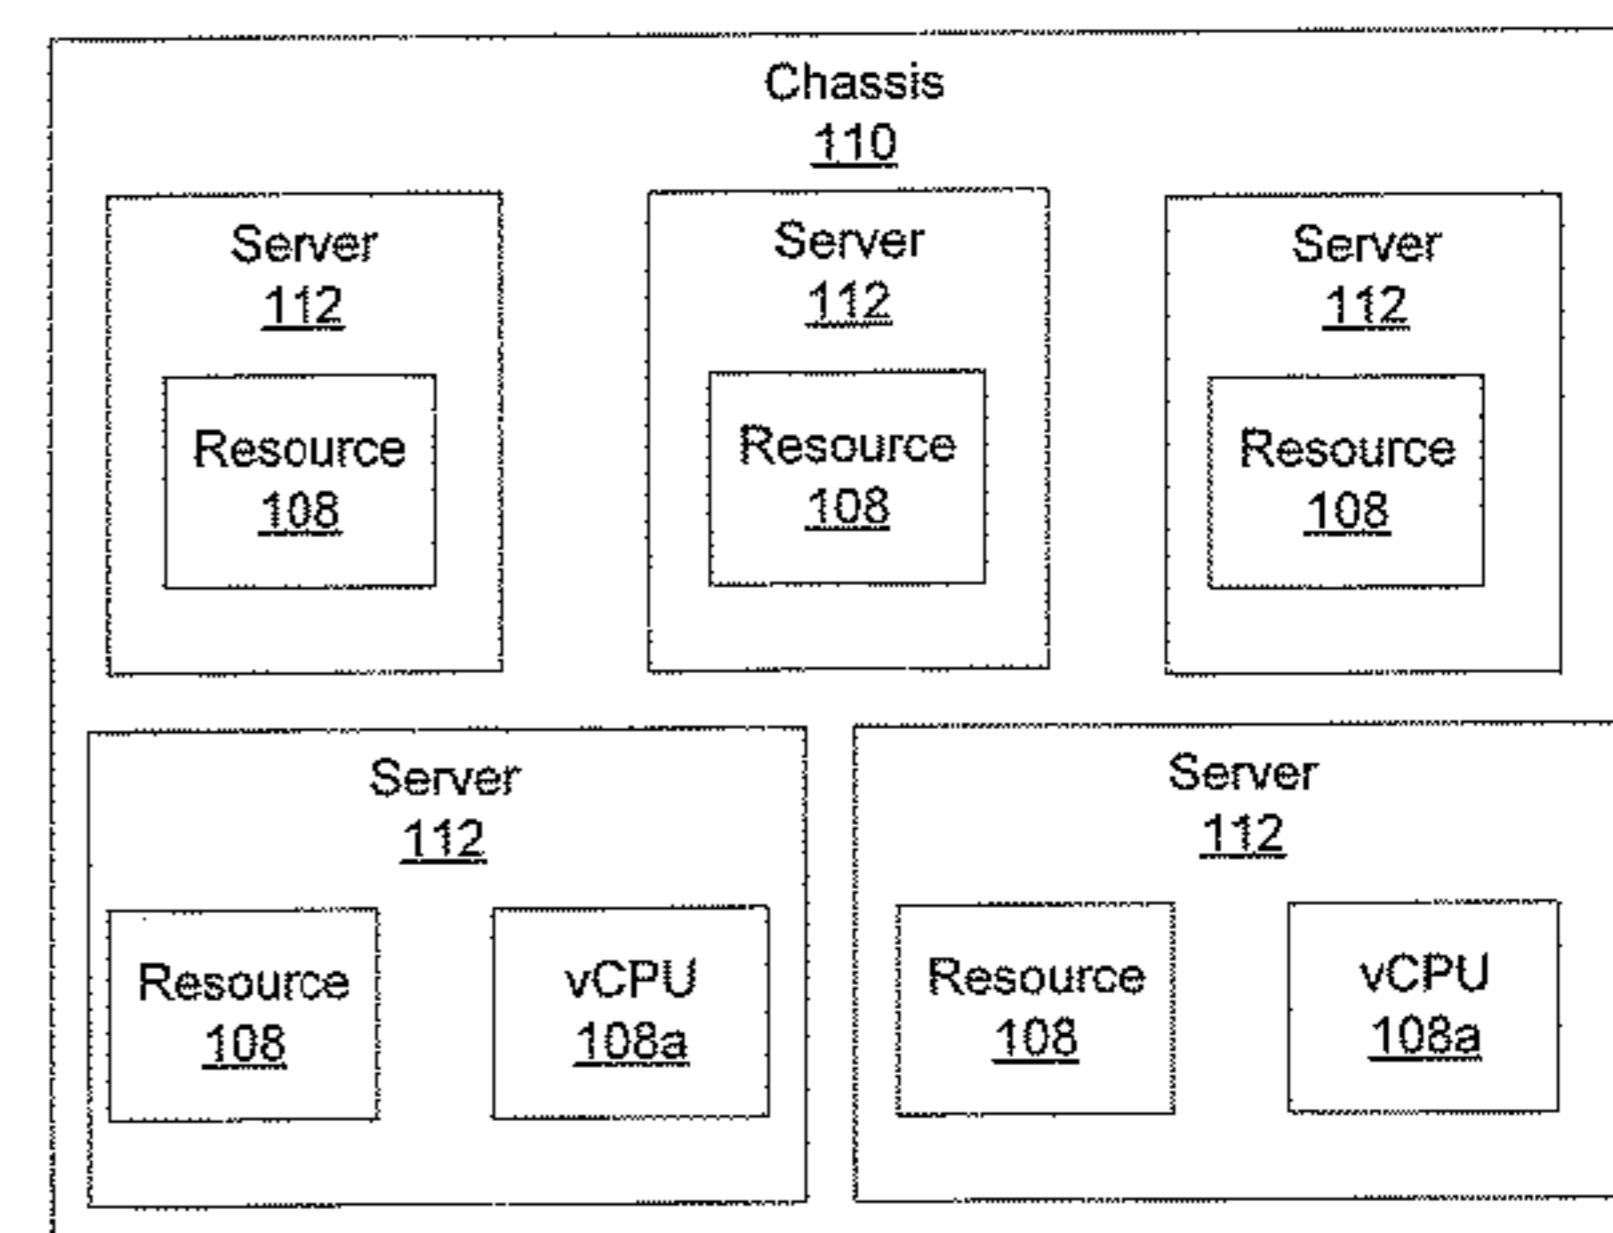 Chassis
110
Server
112
Resource
108
Server
112
Resource
108
Server
112
Resource
108
Server
112
Resource
108
vCPU
108a
Server
112
Resource
108
vCPU
108a